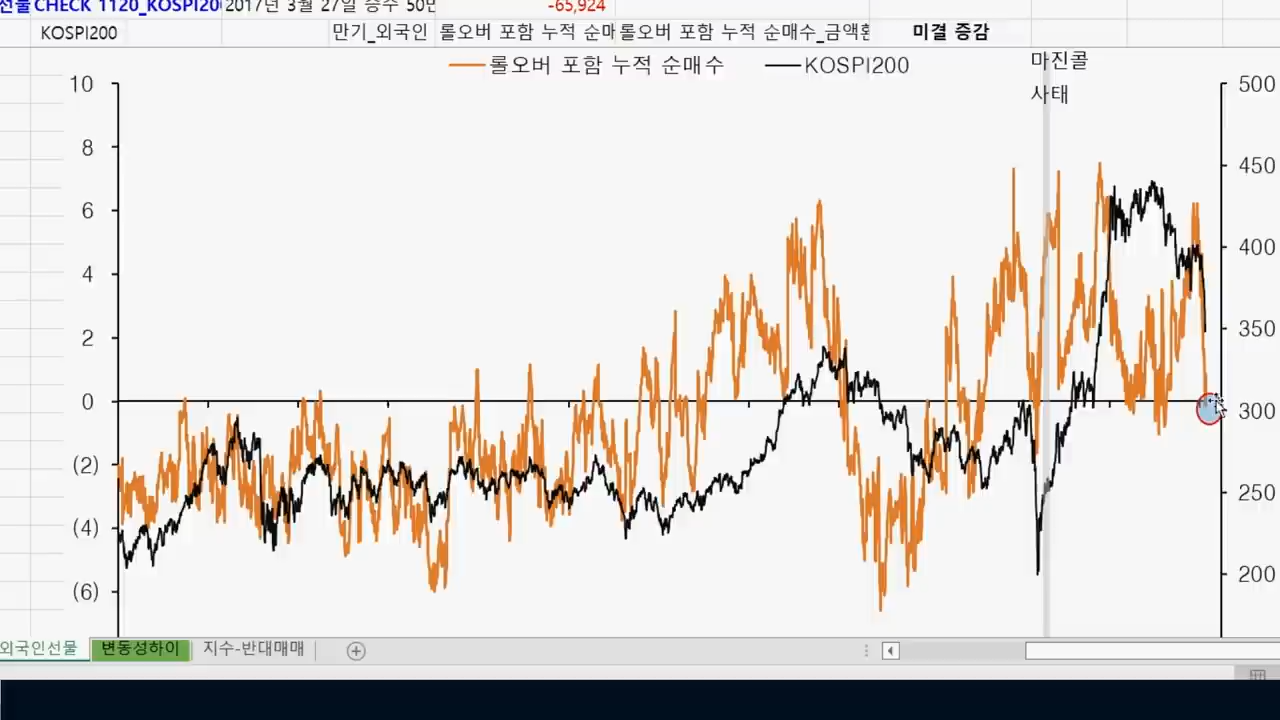 선물 CHECK 1120_KOSPI20 2017년 3월 27일 승수 50만 -65,924
KOSPI200 만기_외국인 롤오버 포함 누적 순매 롤오버 포함 누적 순매수_금액환 미결 증감
롤오버 포함 누적 순매수 KOSPI200
마진콜
사태
10 500
8 450
6
4 400
2 350
0 300
(2)
(4) 250
(6) 200
외국인선물 변동성하이 지수-반대매매